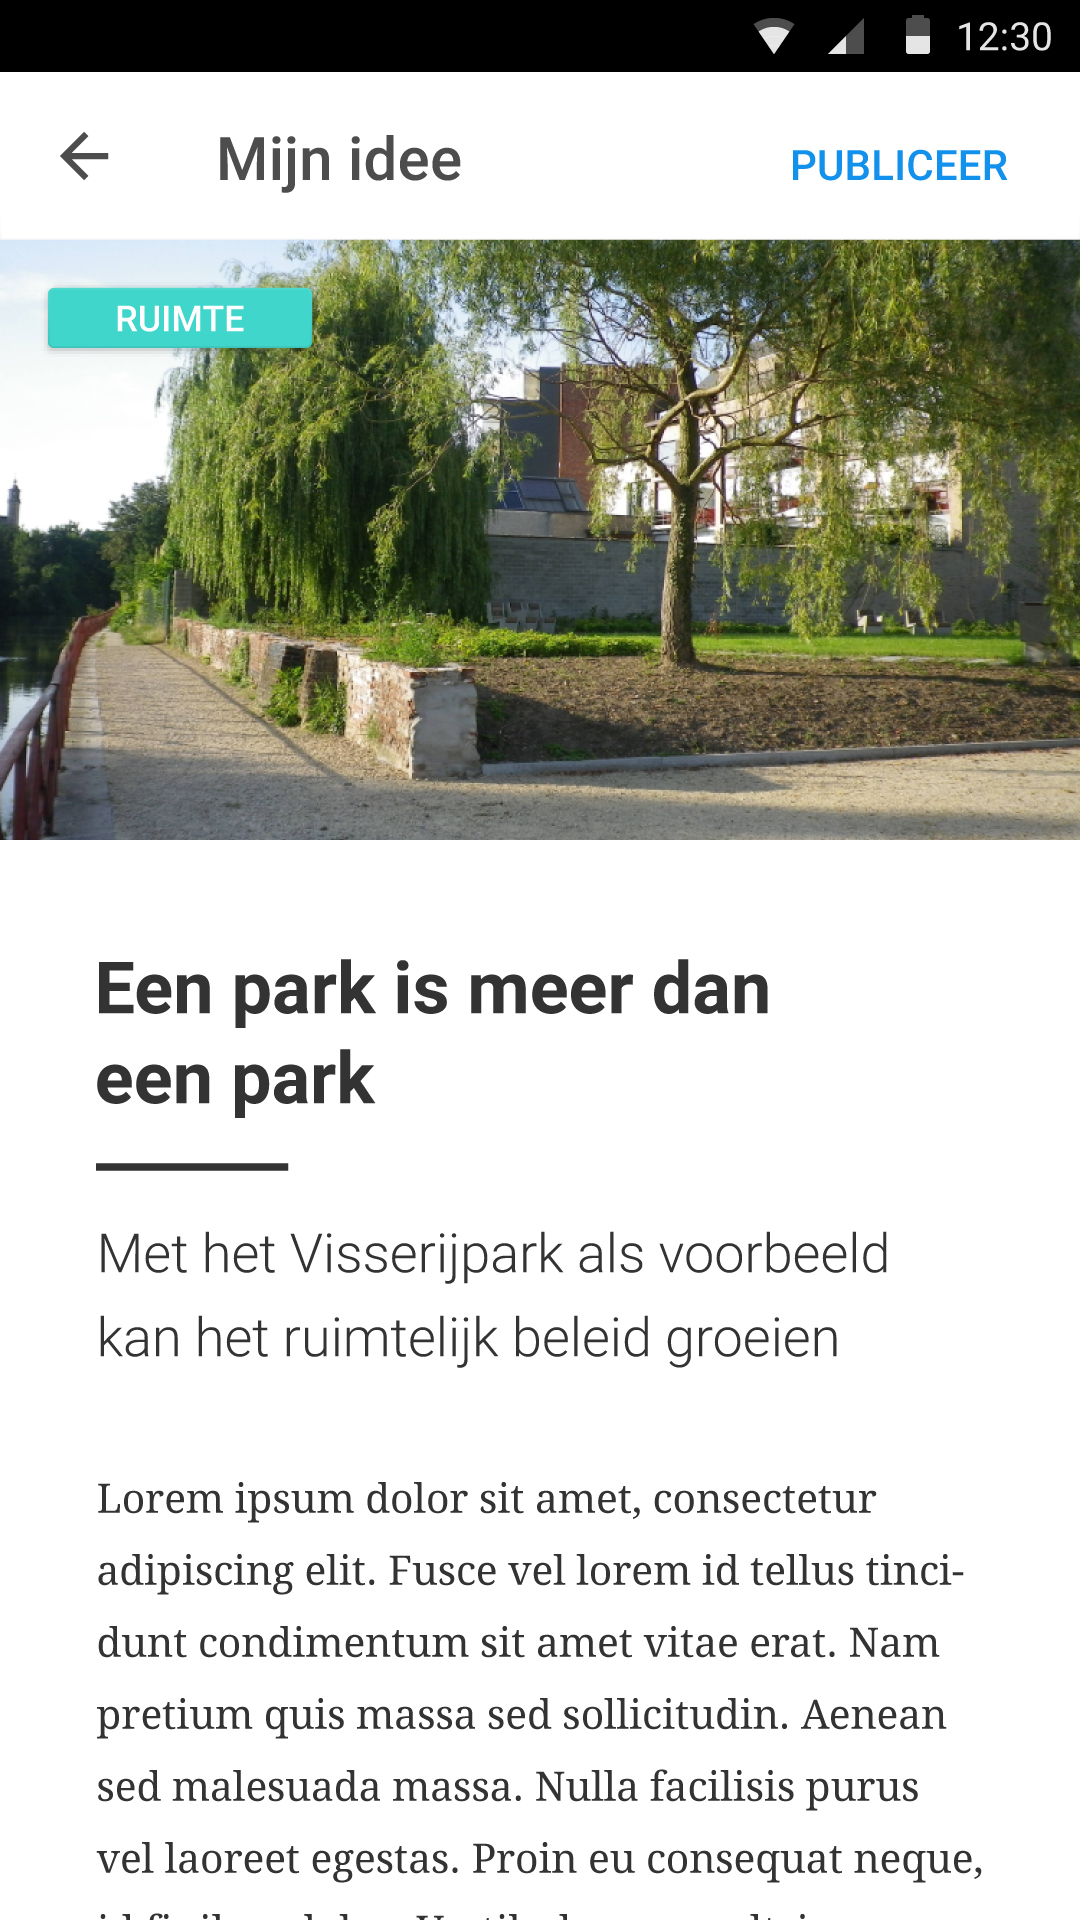 12:30
Mijn idee
PUBLICEER
RUIMTE
Een park is meer dan
een park
Met het Visserijpark als voorbeeld
kan het ruimtelijk beleid groeien
Lorem ipsum dolor sit amet, consectetur
adipiscing elit. Fusce vel lorem id tellus tinci-
dunt condimentum sit amet vitae erat. Nam
pretium quis massa sed sollicitudin. Aenean
sed malesuada massa. Nulla facilisis purus
vel laoreet egestas. Proin eu consequat neque,